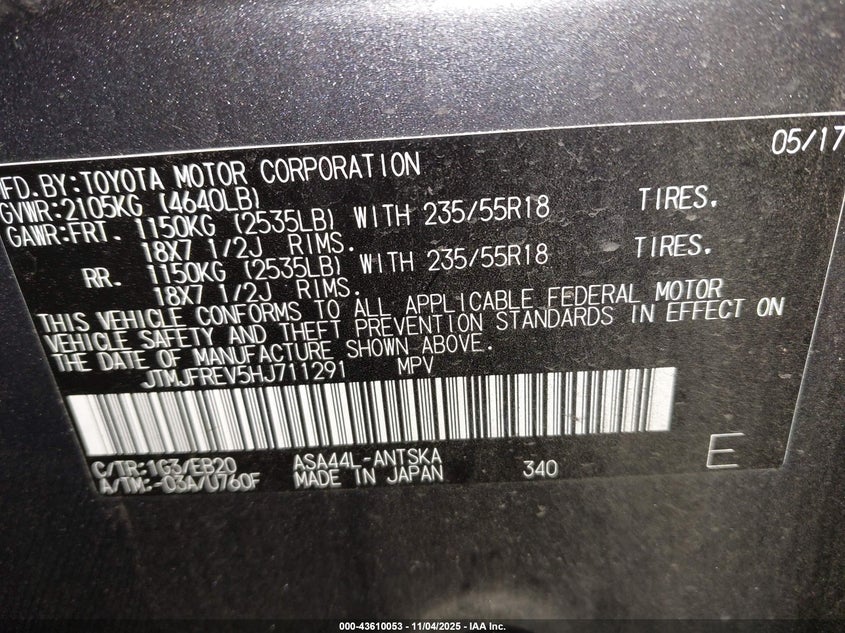 05/17
FD.BY:TOYOTA MOTOR CORPORATION
GVWR:2105KG (4640LB)
GAWR:FRT. 1150KG (2535LB) WITH 235/55R18 TIRES.
18X7 1/2J RIMS.
RR. 1150KG (2535LB) WITH 235/55R18 TIRES.
18X7 1/2J RIMS.
THIS VEHICLE CONFORMS TO ALL APPLICABLE FEDERAL MOTOR
VEHICLE SAFETY AND THEFT PREVENTION STANDARDS IN EFFECT ON
THE DATE OF MANUFACTURE SHOWN ABOVE.
JTMJFREV5HJ711291 MPV
C/TR:1G3/EB20 ASA44L-ANTSKA
A/TM:-03A/U760F MADE IN JAPAN 340 E
000-43610053 - 11/04/2025 - IAA Inc.